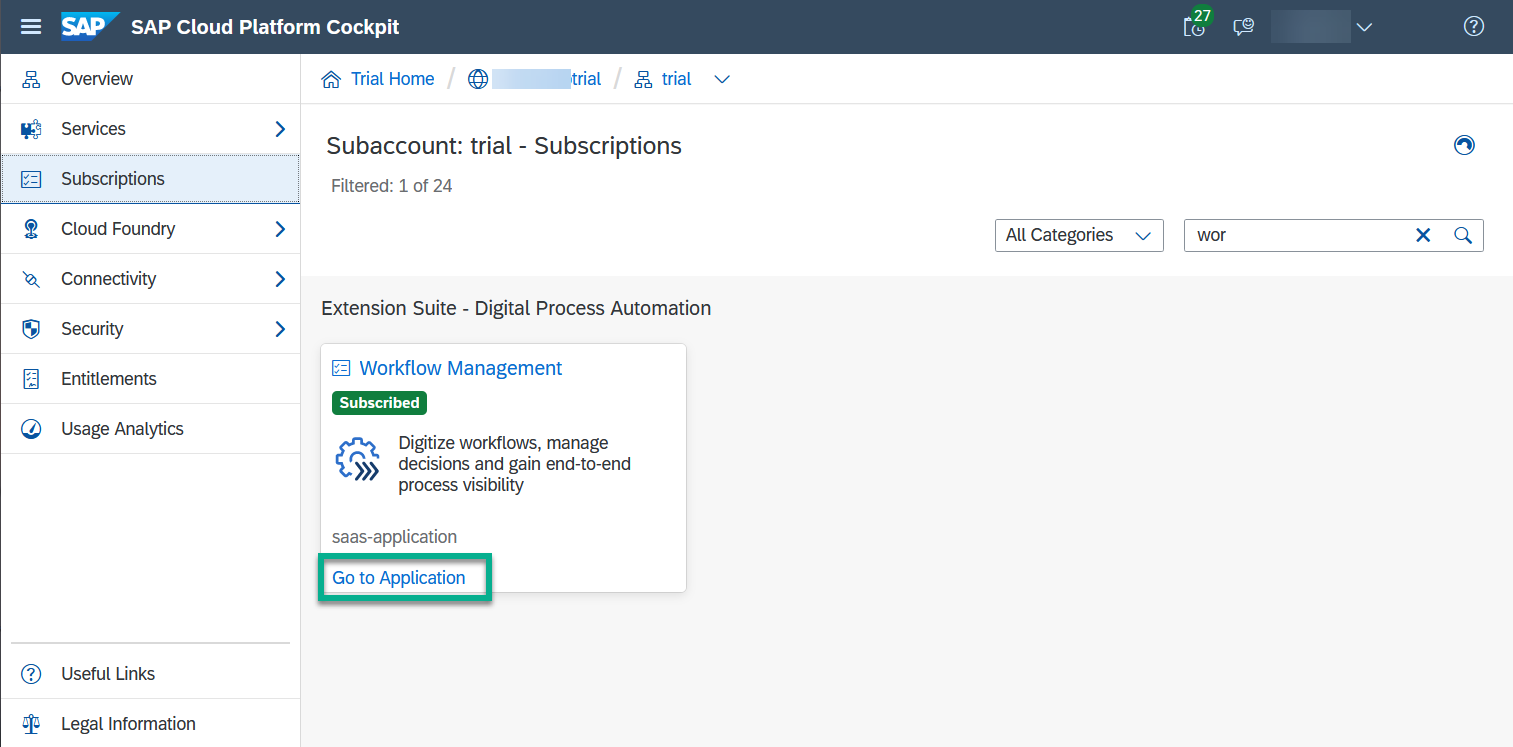 SAP SAP Cloud Platform Cockpit 27
Overview
Services
Subscriptions
Cloud Foundry
Connectivity
Security
Entitlements
Usage Analytics
Useful Links
Legal Information
Trial Home / trial / trial
Subaccount: trial - Subscriptions
Filtered: 1 of 24
All Categories wor
Extension Suite - Digital Process Automation
Workflow Management
Subscribed
Digitize workflows, manage
decisions and gain end-to-end
process visibility
saas-application
Go to Application